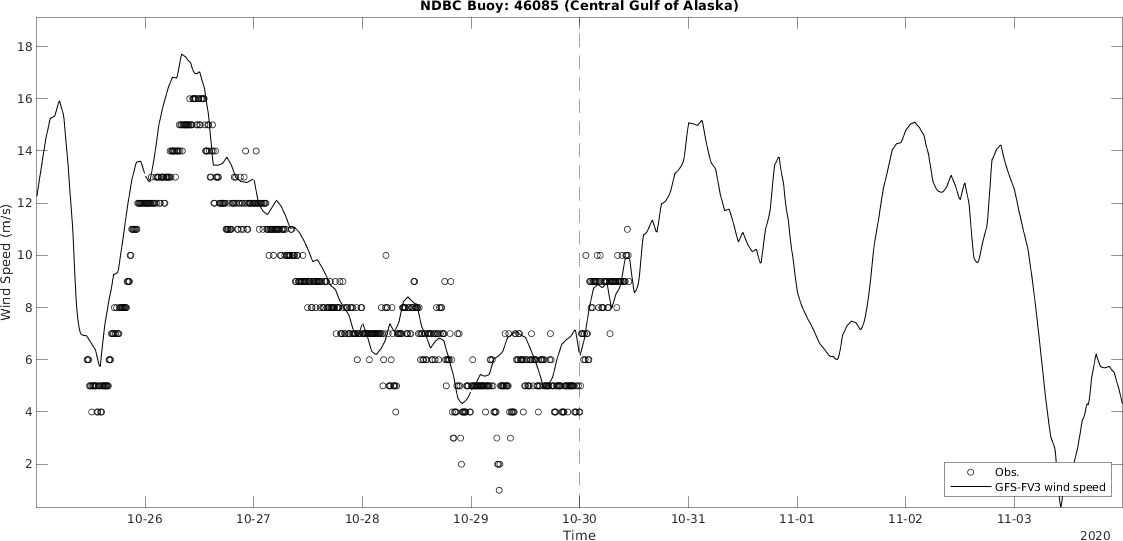 NDBC Buoy: 46085 (Central Gulf of Alaska)
18
16
14
12
10
8
6
4
2
Wind Speed (m/s)
10-26 10-27 10-28 10-29 10-30 10-31 11-01 11-02 11-03
Time
2020
Obs.
GFS-FV3 wind speed